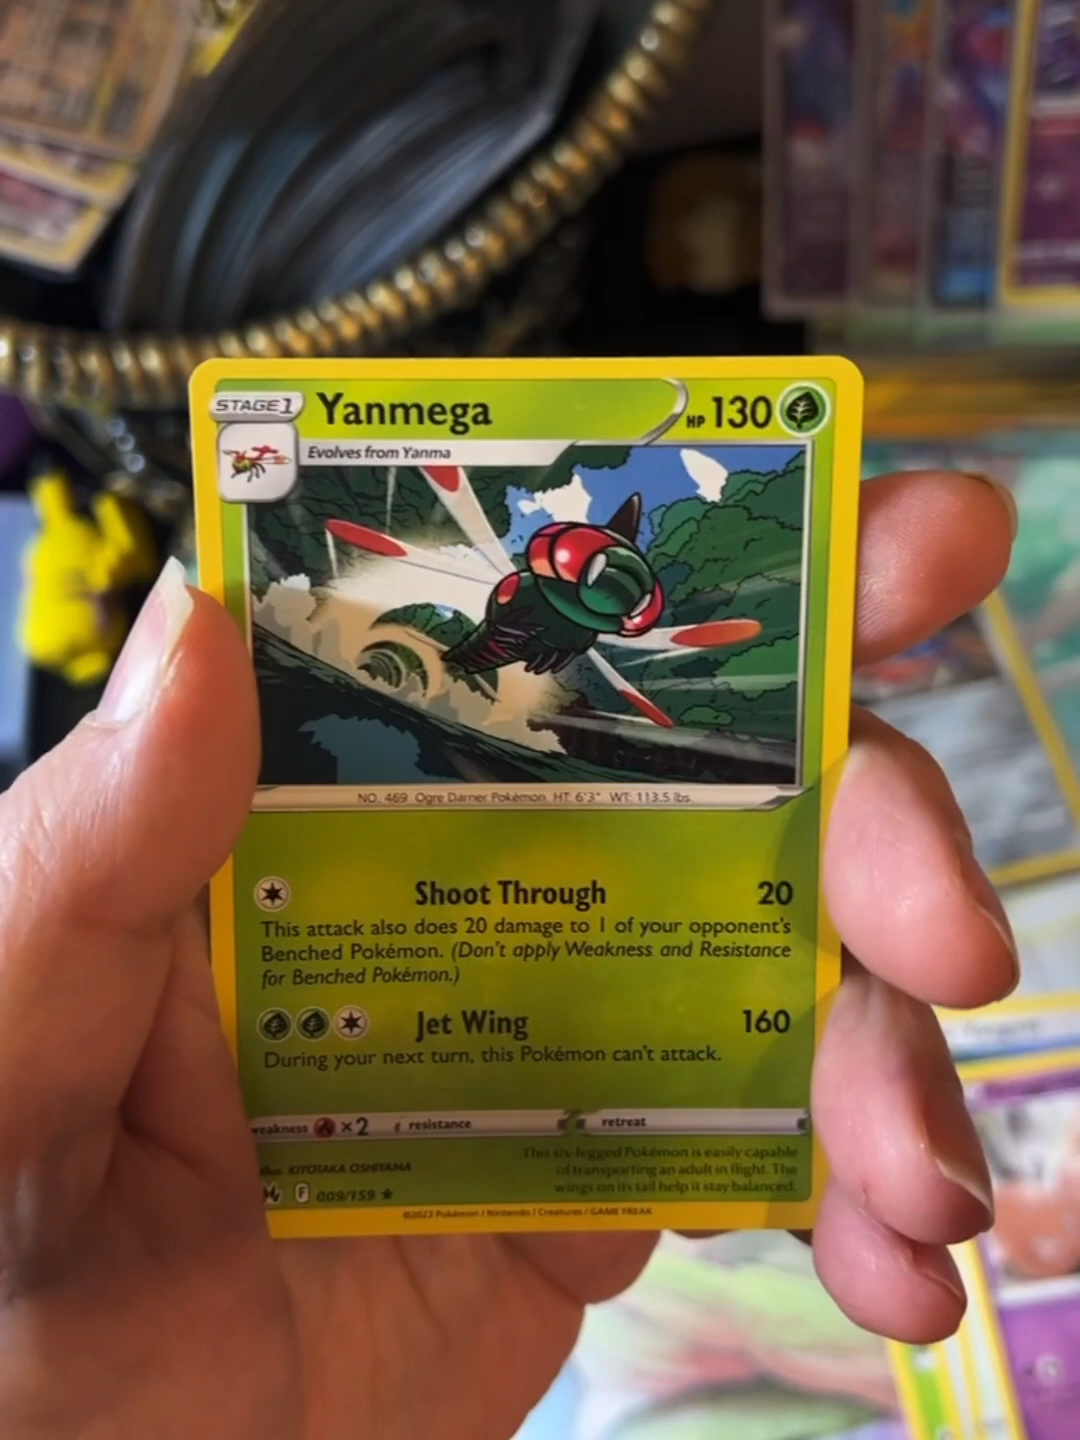 STAGE 1 Yanmega HP 130
Evolves from Yanma
NO. 469 Ogre Darner Pokémon HT: 6'3" WT: 113.5 lbs.
Shoot Through 20
This attack also does 20 damage to 1 of your opponent's
Benched Pokémon. (Don't apply Weakness and Resistance
for Benched Pokémon.)
Jet Wing 160
During your next turn, this Pokémon can't attack.
weakness ×2 resistance retreat
This six-legged Pokémon is easily capable
of transporting an adult in flight. The
wings on its tail help it stay balanced.
Illus. KIYOTAKA OSHIYAMA
F 009/159 ★
©2023 Pokémon / Nintendo / Creatures / GAME FREAK